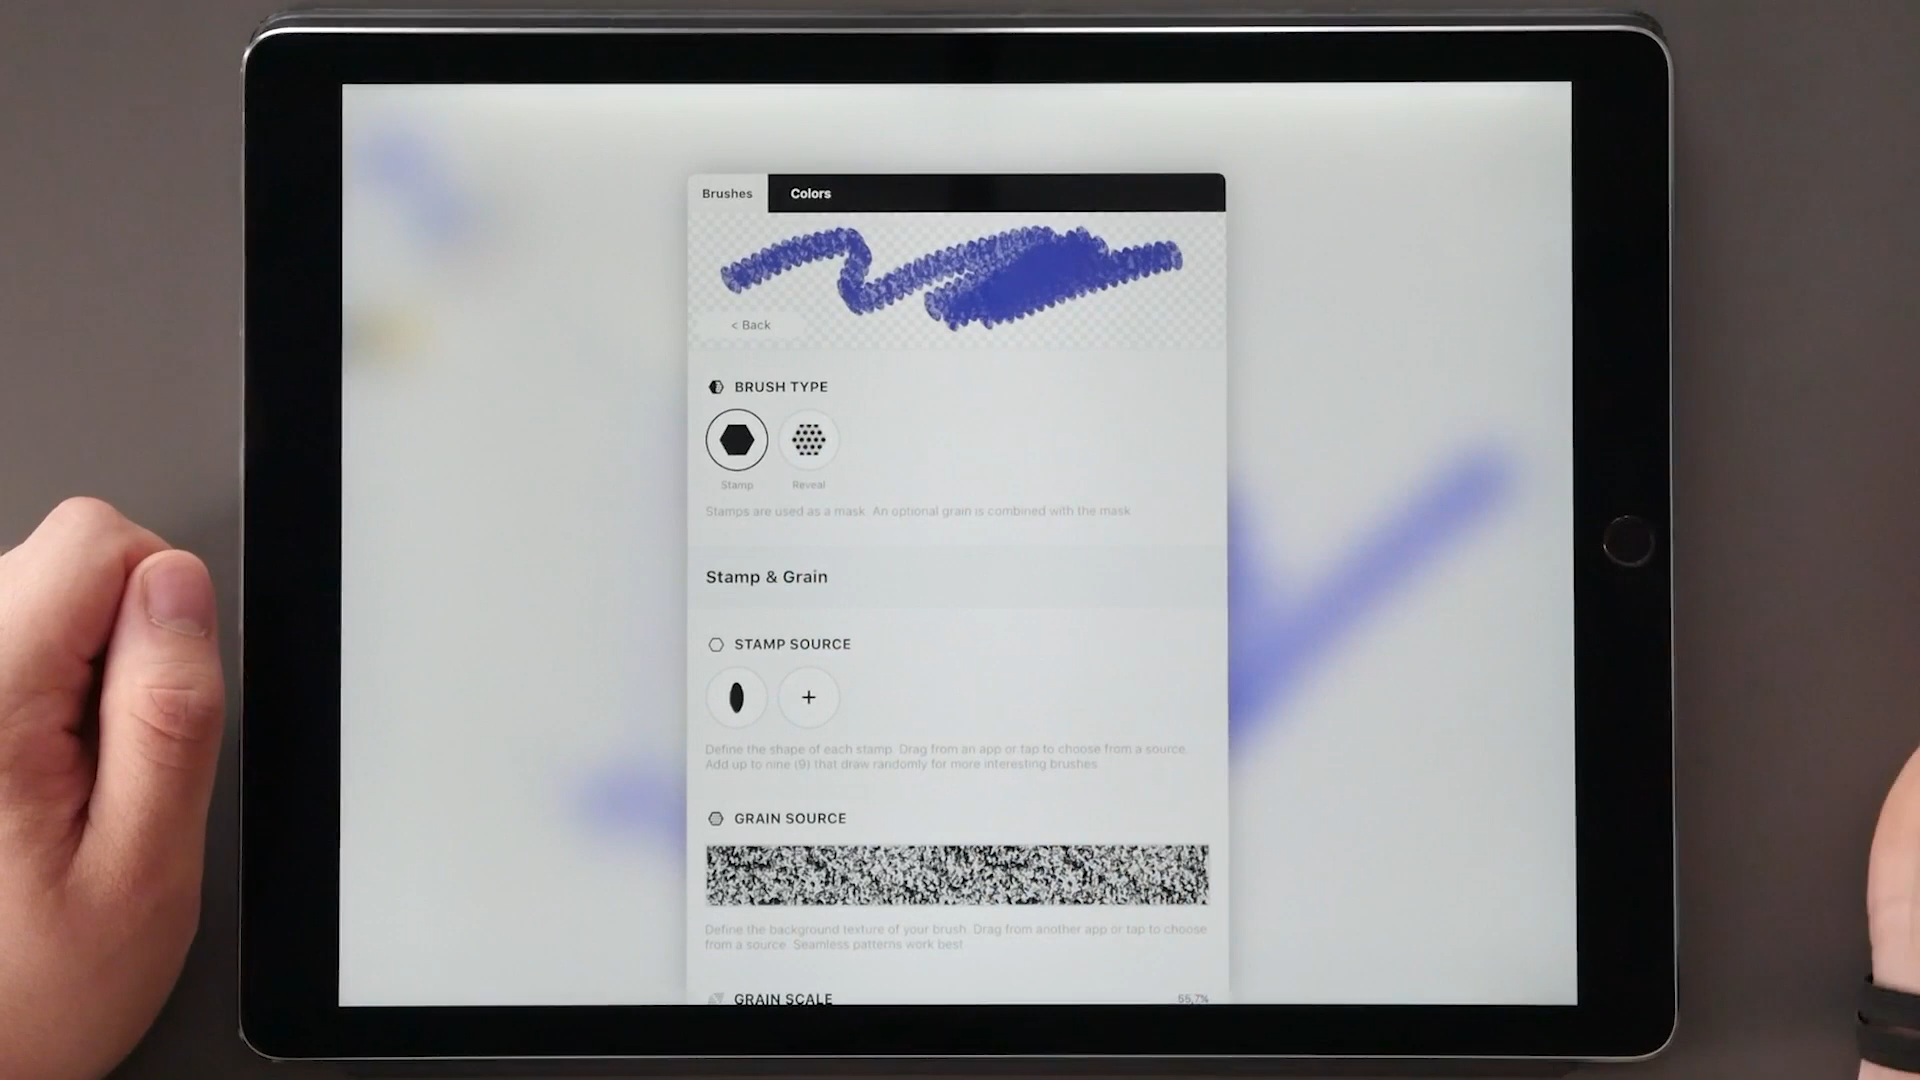 Brushes Colors
< Back
BRUSH TYPE
Stamp Reveal
Stamps are used as a mask. An optional grain is combined with the mask.
Stamp & Grain
STAMP SOURCE
+
Define the shape of each stamp. Drag from an app or tap to choose from a source.
Add up to nine (9) that draw randomly for more interesting brushes.
GRAIN SOURCE
Define the background texture of your brush. Drag from another app or tap to choose
from a source. Seamless patterns work best.
GRAIN SCALE 55,7%